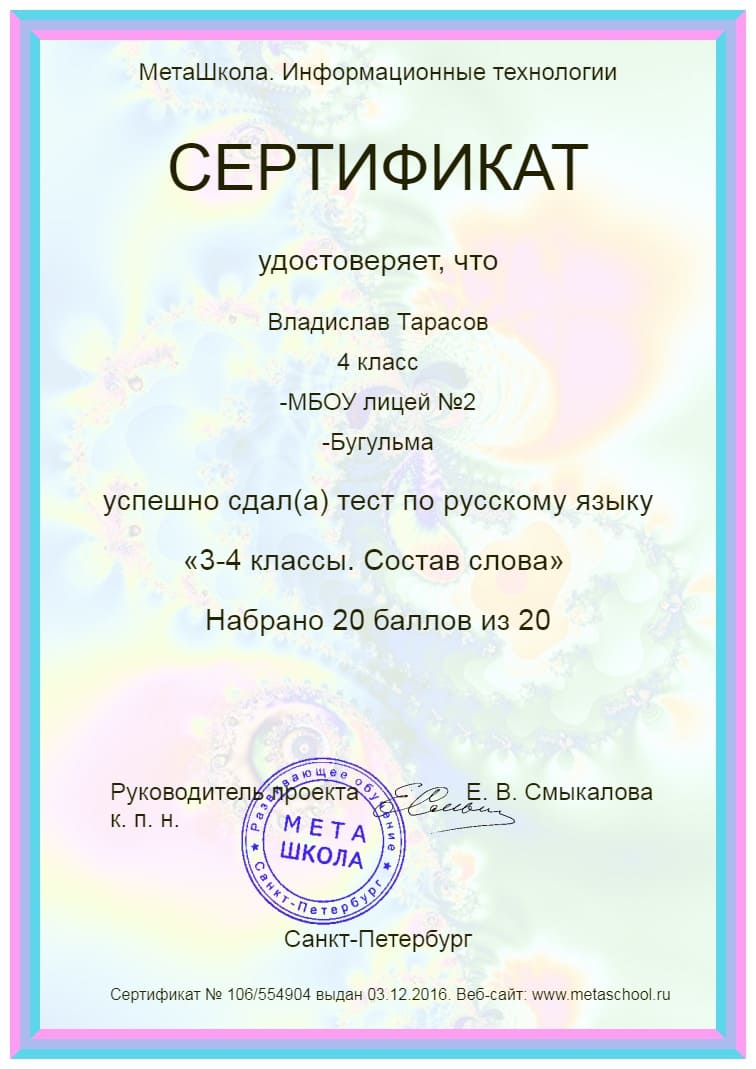 МетаШкола. Информационные технологии
СЕРТИФИКАТ
удостоверяет, что
Владислав Тарасов
4 класс
-МБОУ лицей №2
-Бугульма
успешно сдал(а) тест по русскому языку
«3-4 классы. Состав слова»
Набрано 20 баллов из 20
Руководитель проекта Е. В. Смыкалова
к. п. н.
Развивающее обучение
МЕТА
ШКОЛА
Санкт-Петербург
Санкт-Петербург
Сертификат № 106/554904 выдан 03.12.2016. Веб-сайт: www.metaschool.ru